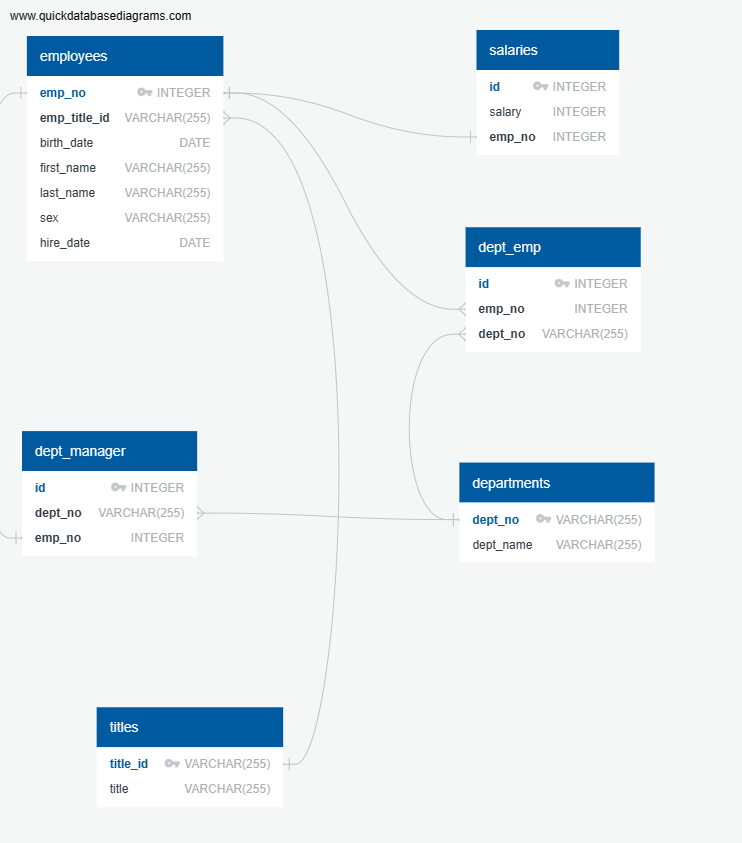 www.quickdatabasediagrams.com
employees
emp_no INTEGER
emp_title_id VARCHAR(255)
birth_date DATE
first_name VARCHAR(255)
last_name VARCHAR(255)
sex VARCHAR(255)
hire_date DATE
salaries
id INTEGER
salary INTEGER
emp_no INTEGER
dept_emp
id INTEGER
emp_no INTEGER
dept_no VARCHAR(255)
dept_manager
id INTEGER
dept_no VARCHAR(255)
emp_no INTEGER
departments
dept_no VARCHAR(255)
dept_name VARCHAR(255)
titles
title_id VARCHAR(255)
title VARCHAR(255)